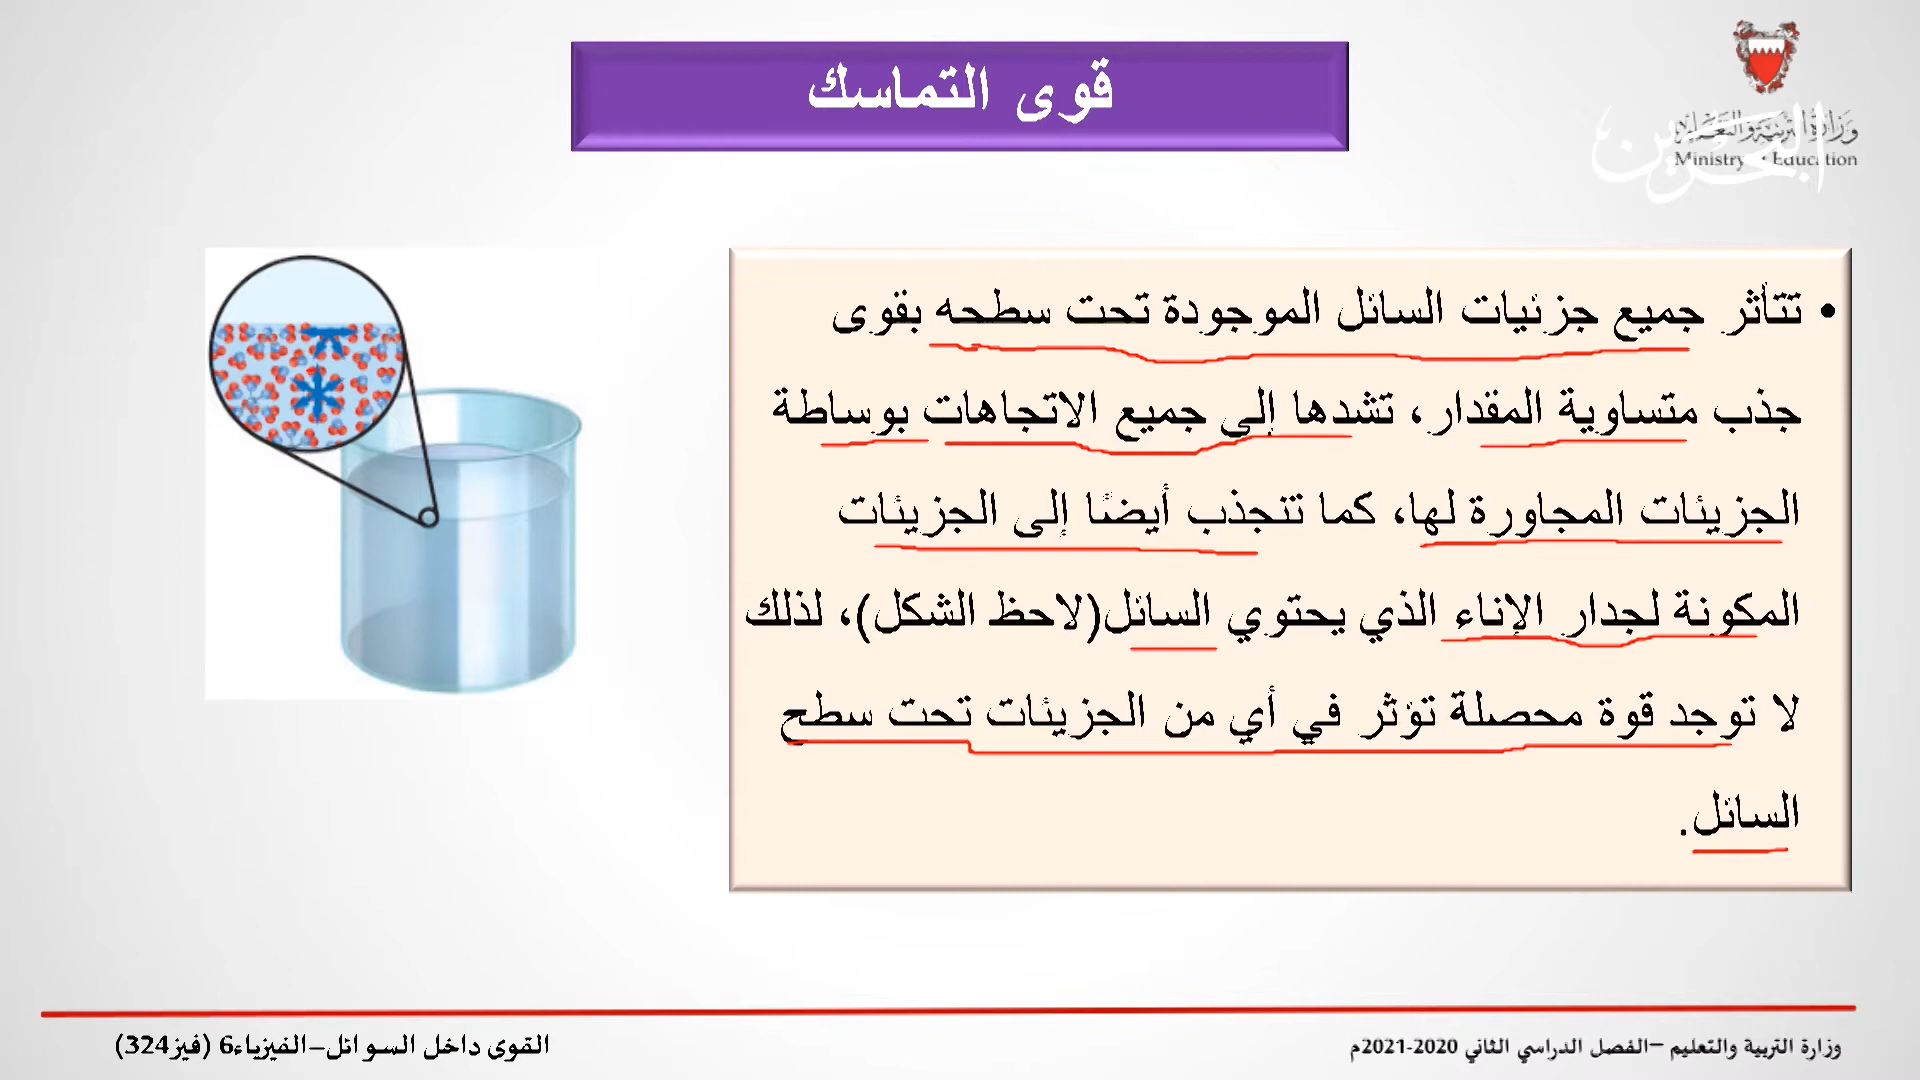 قوى التماسك
وزارة التربية والتعليم
Ministry of Education
البحرين
• تتأثر جميع جزئيات السائل الموجودة تحت سطحه بقوى
جذب متساوية المقدار، تشدها إلى جميع الاتجاهات بوساطة
الجزيئات المجاورة لها، كما تنجذب أيضًا إلى الجزيئات
المكونة لجدار الإناء الذي يحتوي السائل(لاحظ الشكل)، لذلك
لا توجد قوة محصلة تؤثر في أي من الجزيئات تحت سطح
السائل.
وزارة التربية والتعليم –الفصل الدراسي الثاني 2020-2021م
القوى داخل السوائل–الفيزياء6 (فيز324)